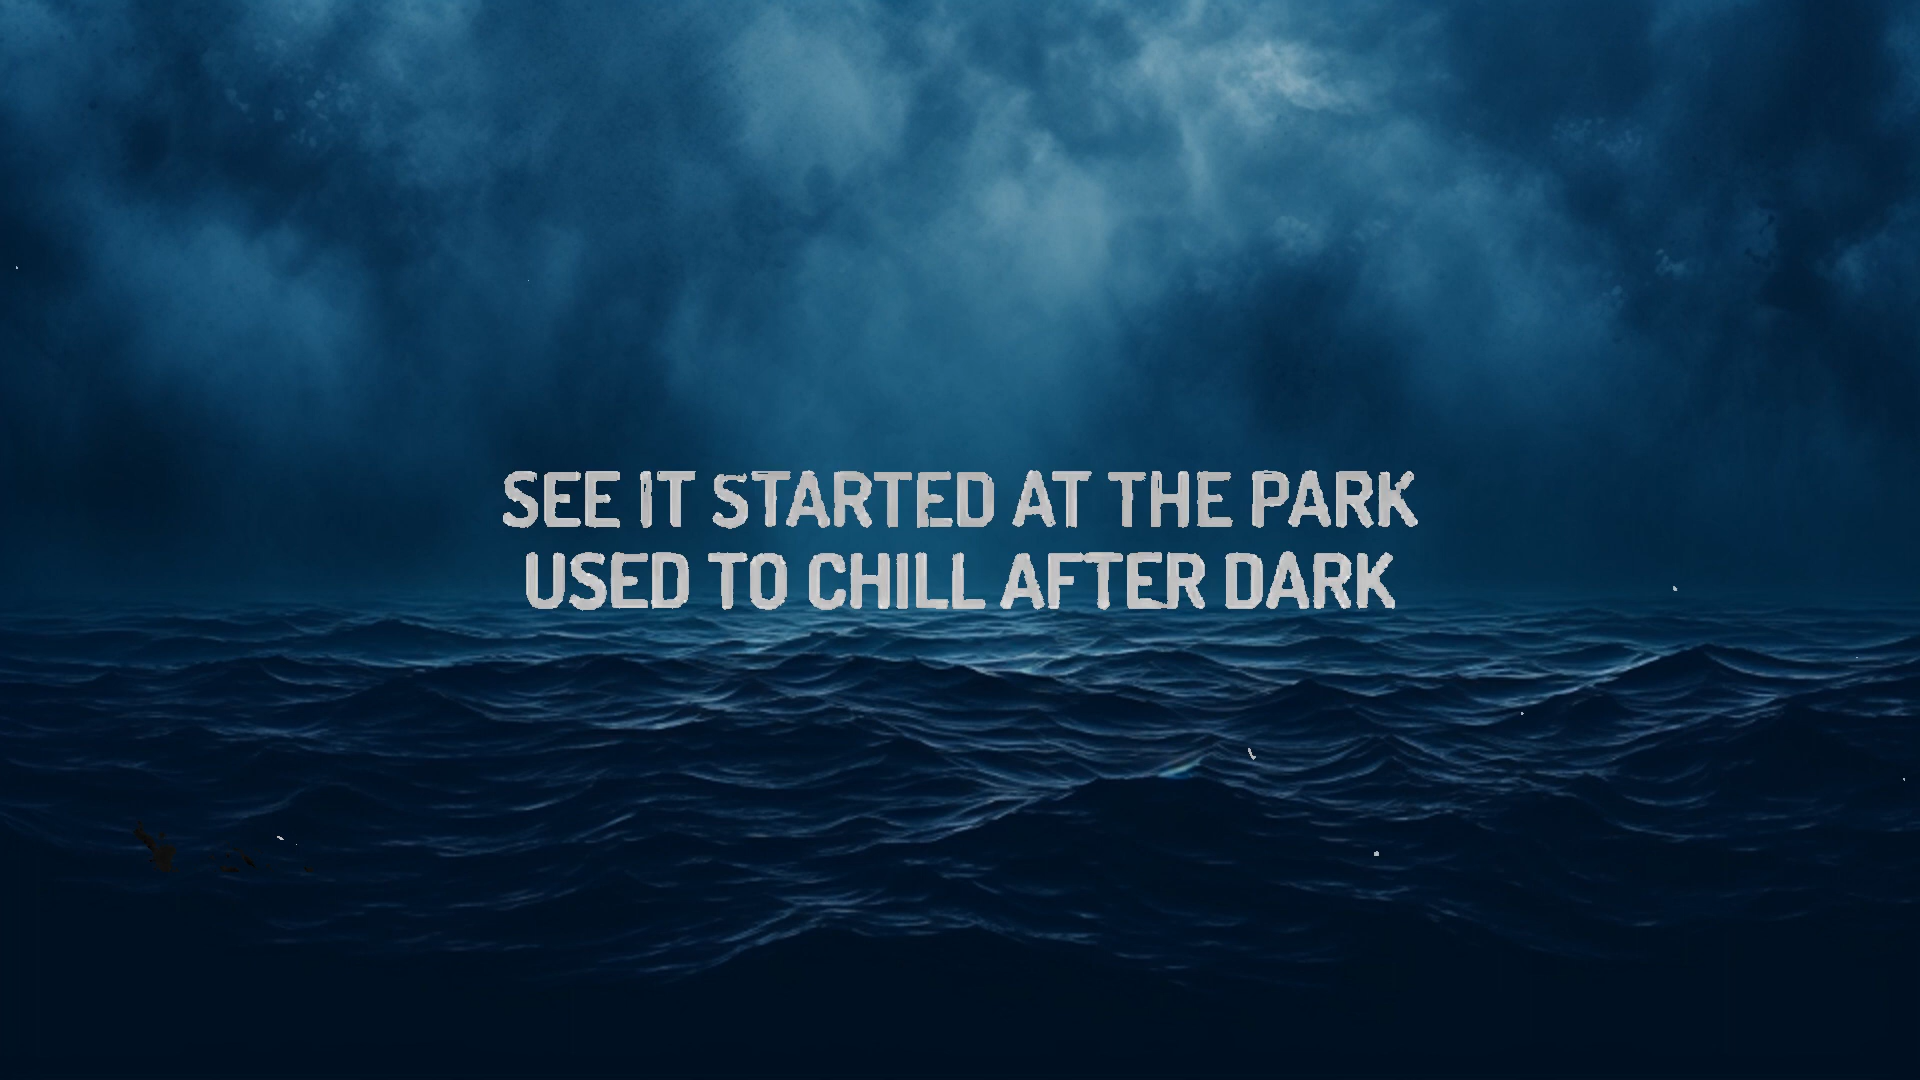 SEE IT STARTED AT THE PARK
USED TO CHILL AFTER DARK